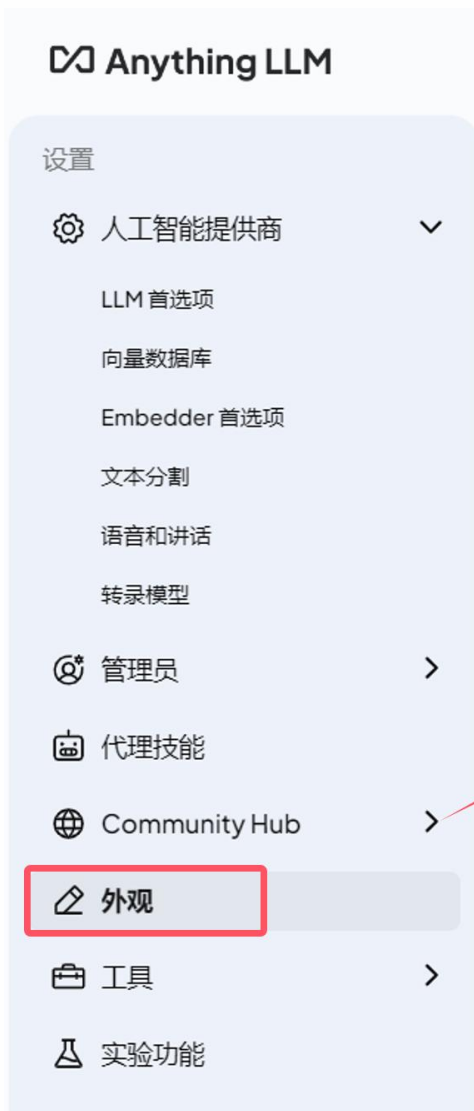 Anything LLM
设置
人工智能提供商
LLM 首选项
向量数据库
Embedder 首选项
文本分割
语音和讲话
转录模型
管理员
代理技能
Community Hub
外观
工具
实验功能